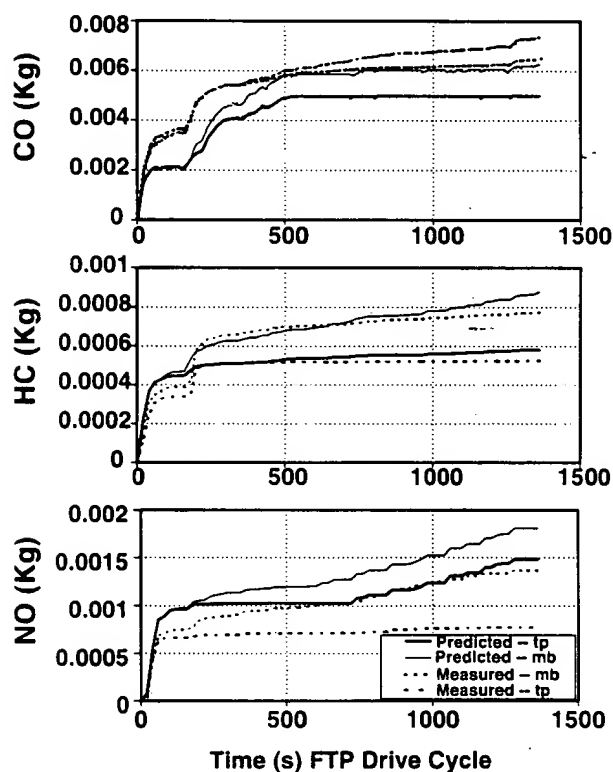 CO (Kg)
0.008
0.006
0.004
0.002
0
0 500 1000 1500
HC (Kg)
0.001
0.0008
0.0006
0.0004
0.0002
0
0 500 1000 1500
NO (Kg)
0.002
0.0015
0.001
0.0005
0
0 500 1000 1500
Predicted – tp
Predicted – mb
Measured – mb
Measured – tp
Time (s) FTP Drive Cycle